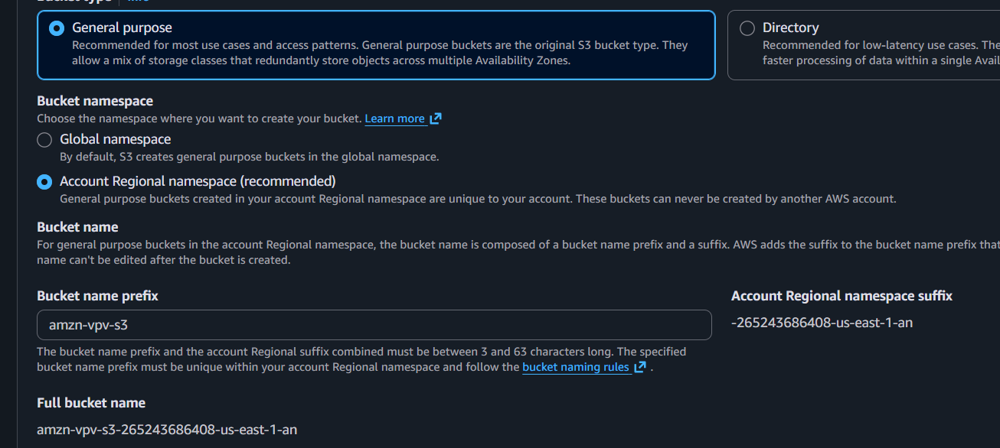 General purpose
Recommended for most use cases and access patterns. General purpose buckets are the original S3 bucket type. They
allow a mix of storage classes that redundantly store objects across multiple Availability Zones.
Directory
Recommended for low-latency use cases. The
faster processing of data within a single Avail
Bucket namespace
Choose the namespace where you want to create your bucket. Learn more
Global namespace
By default, S3 creates general purpose buckets in the global namespace.
Account Regional namespace (recommended)
General purpose buckets created in your account Regional namespace are unique to your account. These buckets can never be created by another AWS account.
Bucket name
For general purpose buckets in the account Regional namespace, the bucket name is composed of a bucket name prefix and a suffix. AWS adds the suffix to the bucket name prefix that
name can't be edited after the bucket is created.
Bucket name prefix
Account Regional namespace suffix
amzn-vpv-s3
-265243686408-us-east-1-an
The bucket name prefix and the account Regional suffix combined must be between 3 and 63 characters long. The specified
bucket name prefix must be unique within your account Regional namespace and follow the bucket naming rules .
Full bucket name
amzn-vpv-s3-265243686408-us-east-1-an